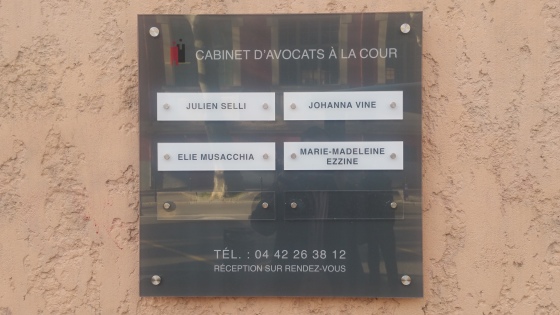 CABINET D'AVOCATS À LA COUR
JULIEN SELLI
JOHANNA VINE
ELIE MUSACCHIA
MARIE-MADELEINE
EZZINE
TÉL. : 04 42 26 38 12
RÉCEPTION SUR RENDEZ-VOUS